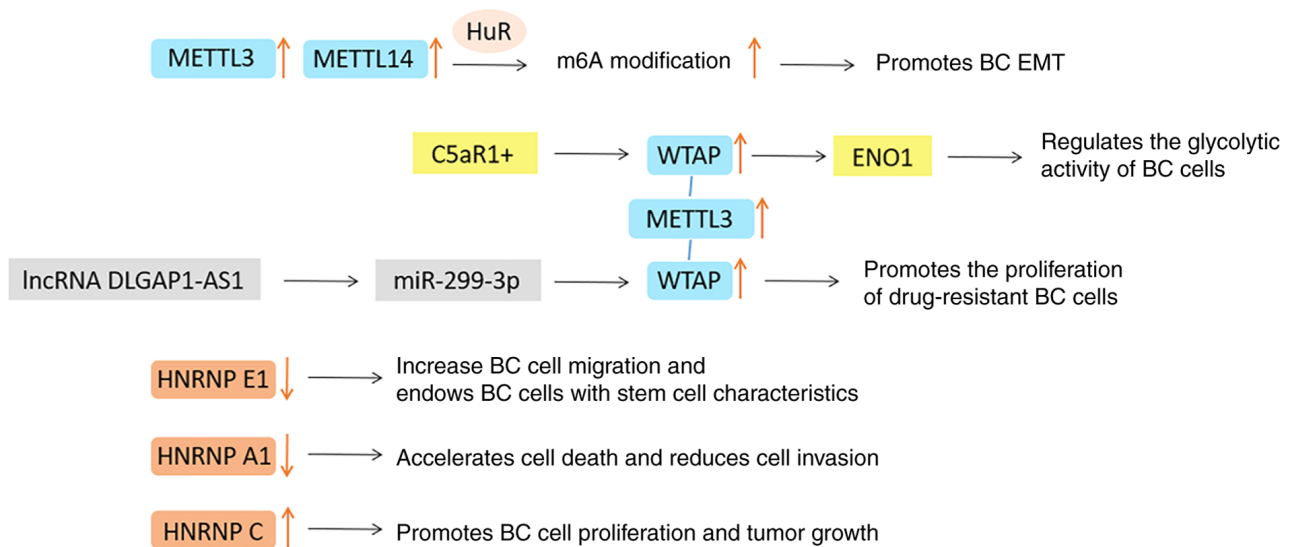 HuR
METTL3 METTL14 m6A modification Promotes BC EMT
C5aR1+ WTAP ENO1 Regulates the glycolytic
activity of BC cells
METTL3
lncRNA DLGAP1-AS1 miR-299-3p WTAP Promotes the proliferation
of drug-resistant BC cells
HNRNP E1 Increase BC cell migration and
endows BC cells with stem cell characteristics
HNRNP A1 Accelerates cell death and reduces cell invasion
HNRNP C Promotes BC cell proliferation and tumor growth